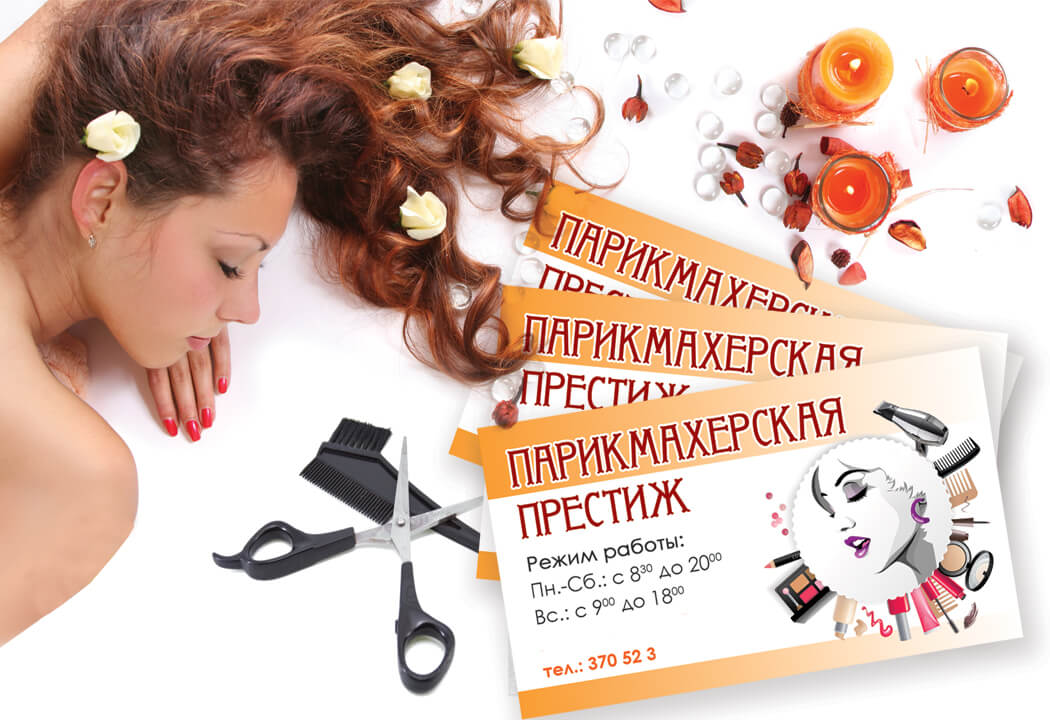 ПАРИКМАХЕРСКАЯ
ПРЕС
ПАРИКМАХЕРСКАЯ
ПРЕСТИЖ
ПАРИКМАХЕРСКАЯ
ПРЕСТИЖ
Режим работы:
Пн.-Сб.: с 8³⁰ до 20⁰⁰
Вс.: с 9⁰⁰ до 18⁰⁰
тел.: 370 52 3